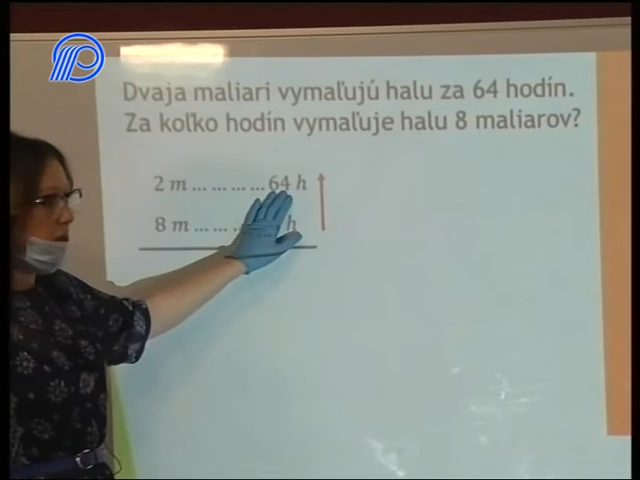 Dvaja maliari vymaľujú halu za 64 hodín.
Za koľko hodín vymaľuje halu 8 maliarov?
2 m ... ... ... ... 64 h
8 m ... ... ... h